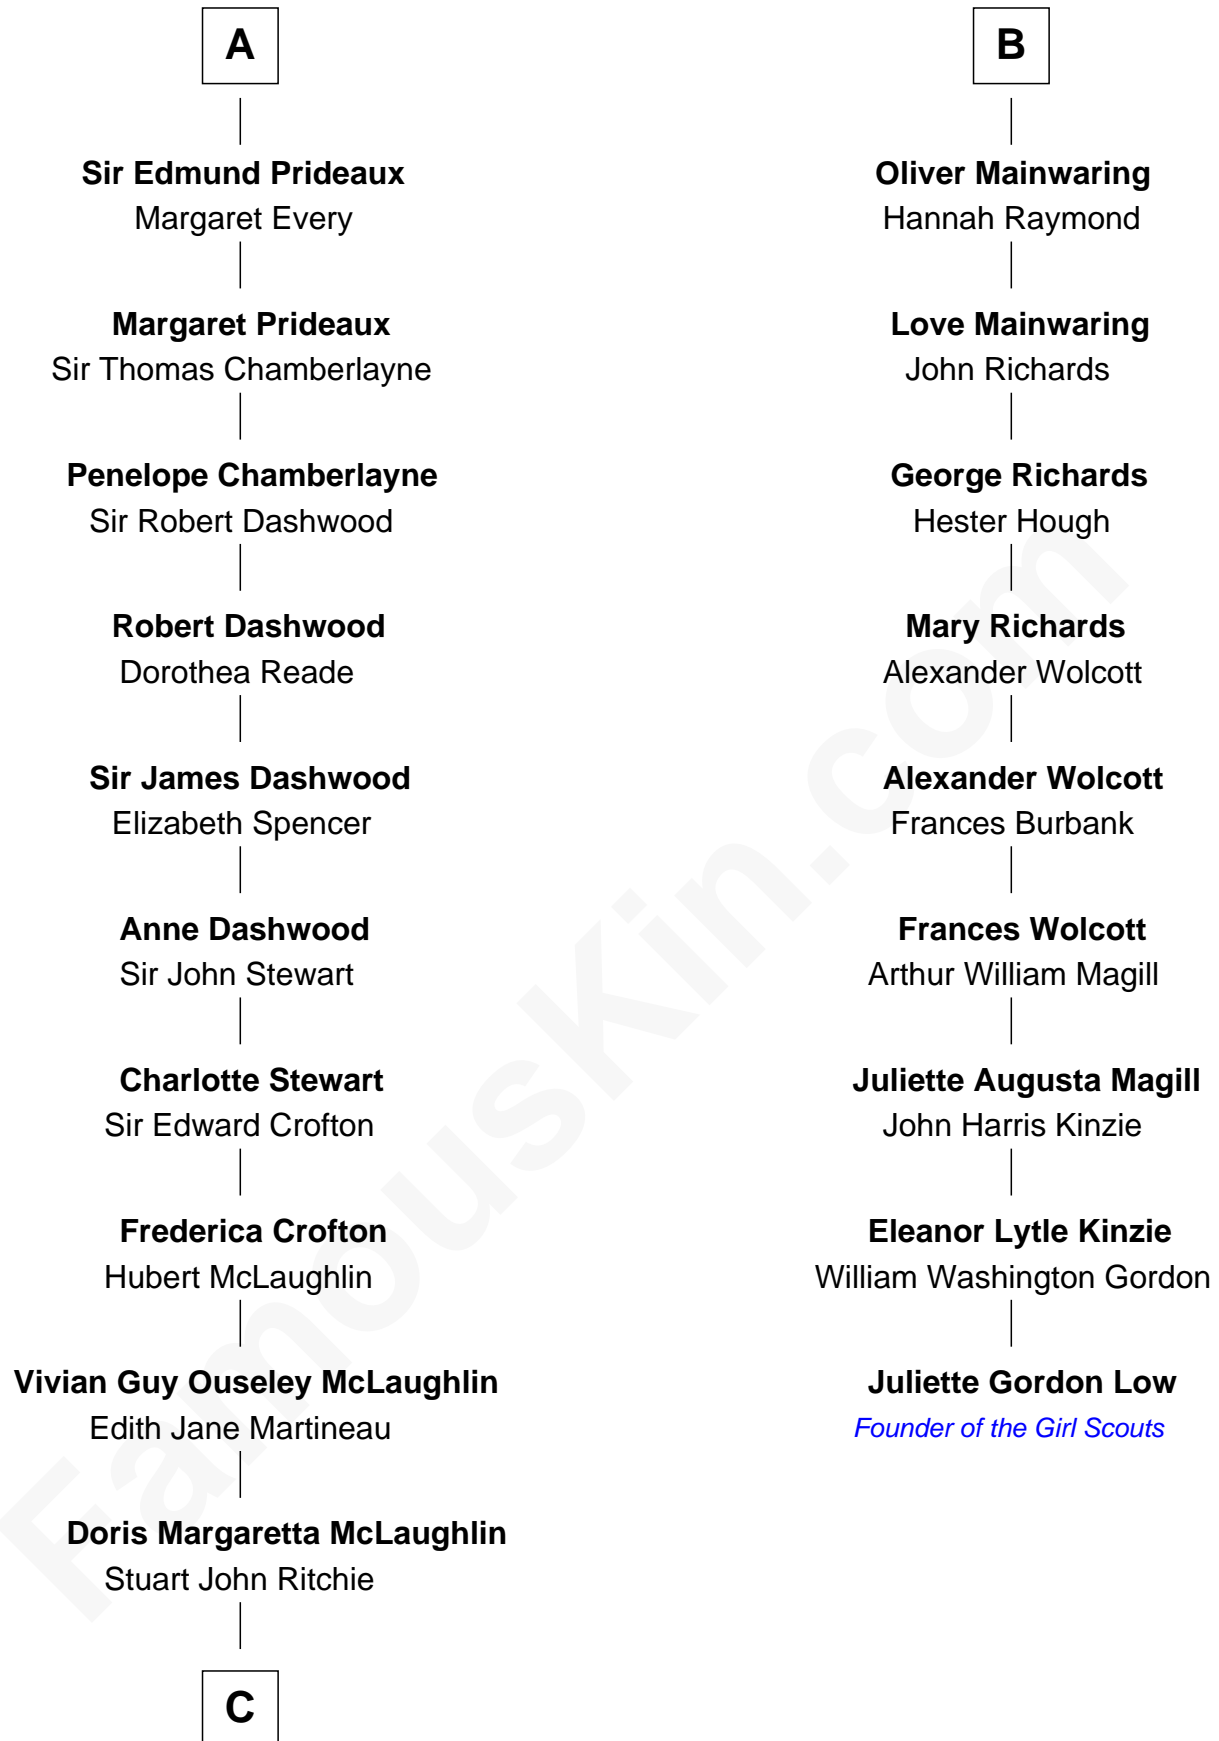 A
Sir Edmund Prideaux
Margaret Every
Margaret Prideaux
Sir Thomas Chamberlayne
Penelope Chamberlayne
Sir Robert Dashwood
Robert Dashwood
Dorothea Reade
Sir James Dashwood
Elizabeth Spencer
Anne Dashwood
Sir John Stewart
Charlotte Stewart
Sir Edward Crofton
Frederica Crofton
Hubert McLaughlin
Vivian Guy Ouseley McLaughlin
Edith Jane Martineau
Doris Margaretta McLaughlin
Stuart John Ritchie
C
B
Oliver Mainwaring
Hannah Raymond
Love Mainwaring
John Richards
George Richards
Hester Hough
Mary Richards
Alexander Wolcott
Alexander Wolcott
Frances Burbank
Frances Wolcott
Arthur William Magill
Juliette Augusta Magill
John Harris Kinzie
Eleanor Lytle Kinzie
William Washington Gordon
Juliette Gordon Low
Founder of the Girl Scouts
FamousKin.com